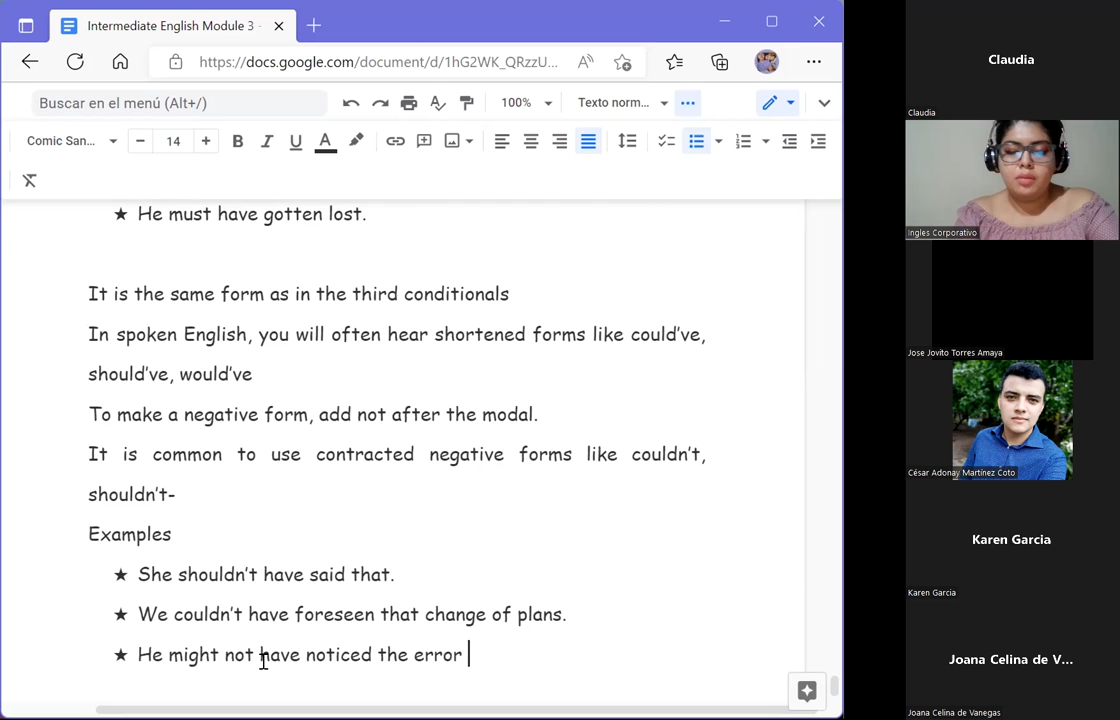 Intermediate English Module 3 -
https://docs.google.com/document/d/1hG2WK_QRzzU...
Buscar en el menú (Alt+/)
100%
Texto norm...
Comic San...
14
★ He must have gotten lost.
It is the same form as in the third conditionals
In spoken English, you will often hear shortened forms like could've,
should've, would've
To make a negative form, add not after the modal.
It is common to use contracted negative forms like couldn't,
shouldn't-
Examples
★ She shouldn't have said that.
★ We couldn't have foreseen that change of plans.
★ He might not have noticed the error
Claudia
Claudia
Ingles Corporativo
Jose Jovito Torres Amaya
César Adonay Martínez Coto
Karen Garcia
Karen Garcia
Joana Celina de V...
Joana Celina de Vanegas